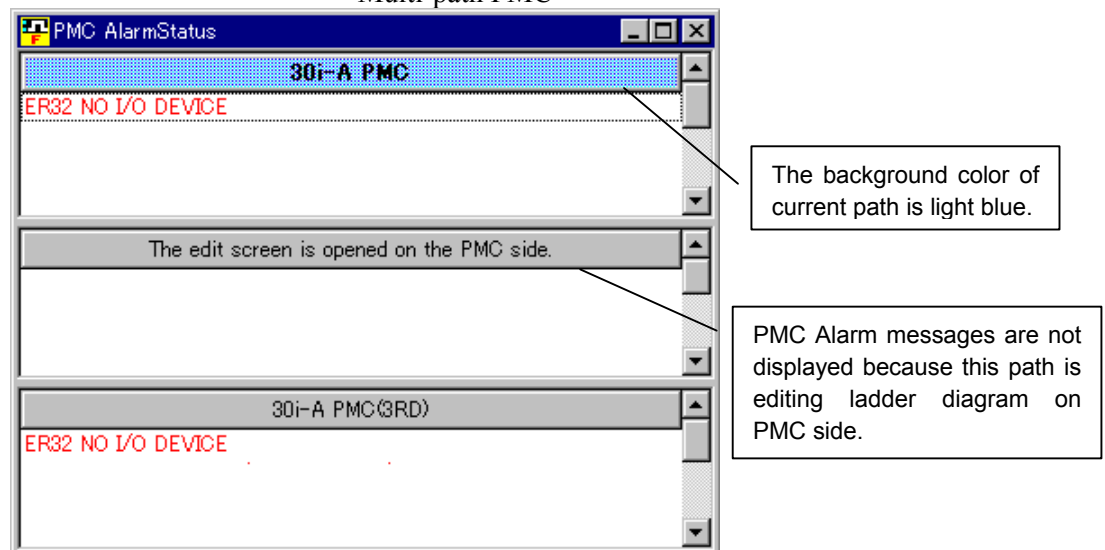 Multi-path PMC
PMC AlarmStatus
30i-A PMC
ER32 NO I/O DEVICE
The background color of
current path is light blue.
The edit screen is opened on the PMC side.
PMC Alarm messages are not
displayed because this path is
editing ladder diagram on
PMC side.
30i-A PMC(3RD)
ER32 NO I/O DEVICE